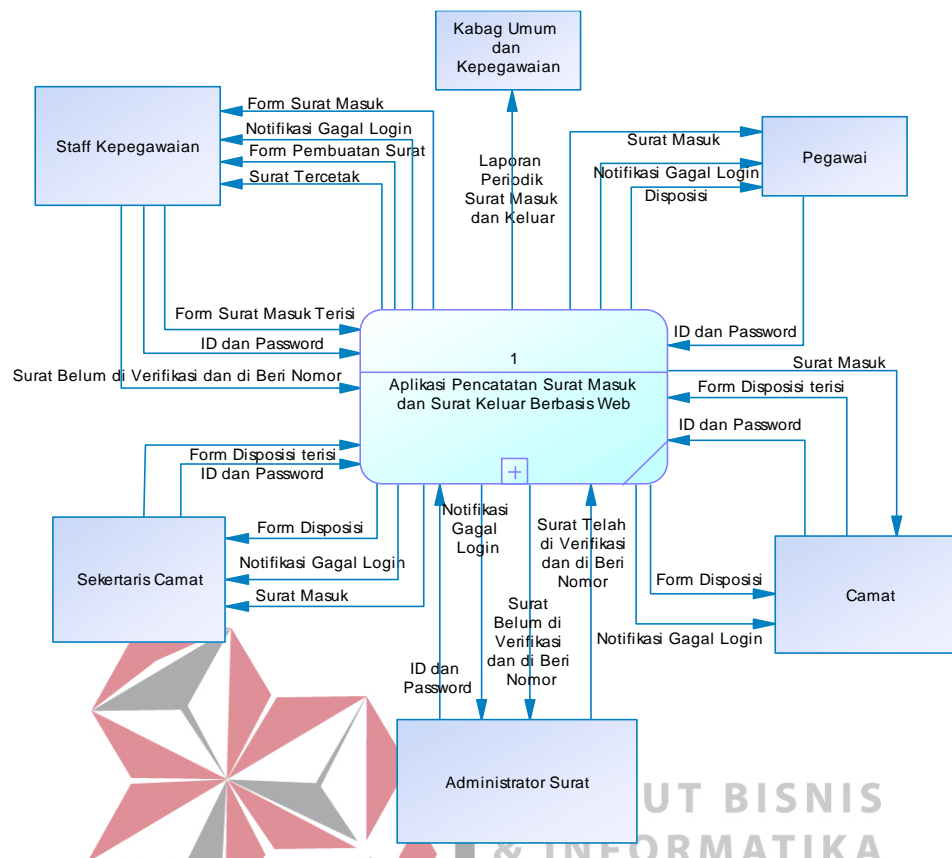 Kabag Umum
dan
Kepegawaian
Staff Kepegawaian
Form Surat Masuk
Notifikasi Gagal Login
Form Pembuatan Surat
Surat Tercetak
Laporan
Periodik
Surat Masuk
dan Keluar
Surat Masuk
Notifikasi Gagal Login
Disposisi
Pegawai
Form Surat Masuk Terisi
ID dan Password
Surat Belum di Verifikasi dan di Beri Nomor
ID dan Password
1
Aplikasi Pencatatan Surat Masuk
dan Surat Keluar Berbasis Web
Surat Masuk
Form Disposisi terisi
ID dan Password
Form Disposisi terisi
ID dan Password
Form Disposisi
Notifikasi Gagal Login
Surat Masuk
Sekertaris Camat
Notifikasi
Gagal
Login
Surat Telah
di Verifikasi
dan di Beri
Nomor
Form Disposisi
Notifikasi Gagal Login
Camat
ID dan
Password
Surat
Belum di
Verifikasi
dan di Beri
Nomor
Administrator Surat
UT BISNIS
& INFORMATIKA